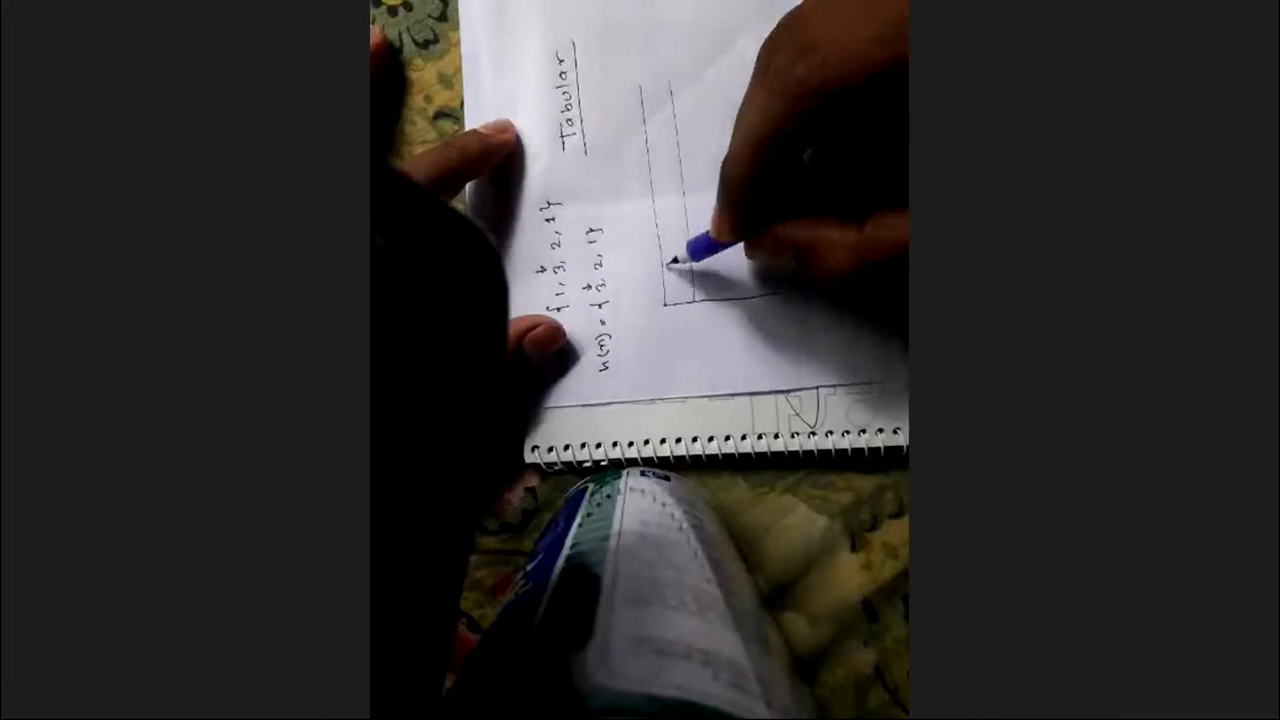 Tabular
{ 1, 3, 2, 1 }
h(n) = { 3, 2, 1 }